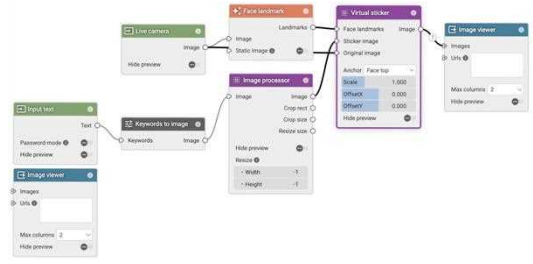 Live camera
Image
Hide preview
Face landmark
Landmarks
Image
Static Image
Virtual sticker
Face landmarks
Image
Sticker image
Original image
Anchor
Face top
Scale
1.000
OffsetX
0.000
OffsetY
0.000
Hide preview
Image viewer
Images
Urls
Max columns
2
Hide preview
Input text
Text
Password mode
Hide preview
Keywords to image
Keywords
Image
Image processor
Image
Image
Crop rect
Crop size
Resize size
Hide preview
Resize
- Width
-1
- Height
-1
Image viewer
Images
Urls
Max columns
2
Hide preview